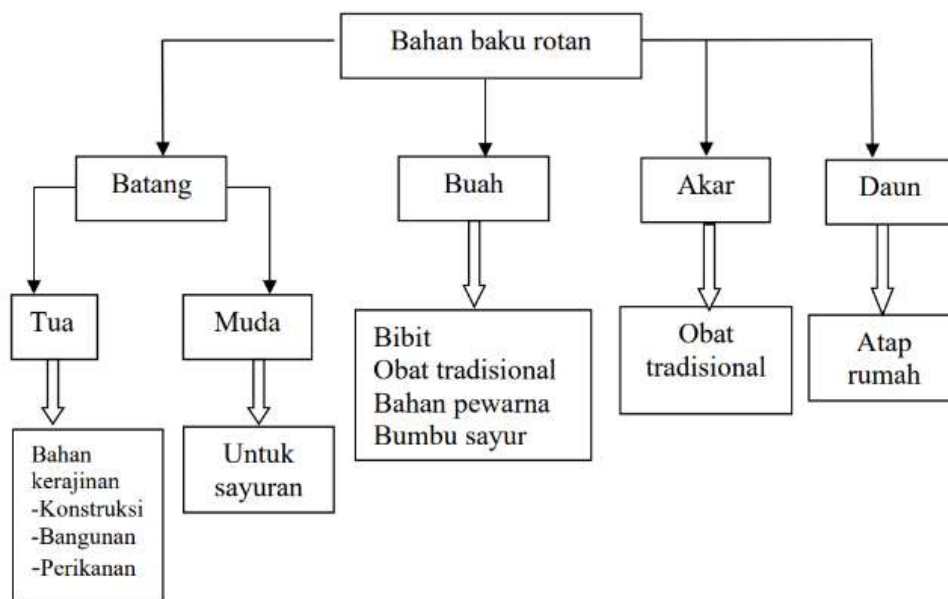 Bahan baku rotan
Batang
Buah
Akar
Daun
Tua
Muda
Bibit
Obat tradisional
Bahan pewarna
Bumbu sayur
Obat
tradisional
Atap
rumah
Bahan
kerajinan
-Konstruksi
-Bangunan
-Perikanan
Untuk
sayuran